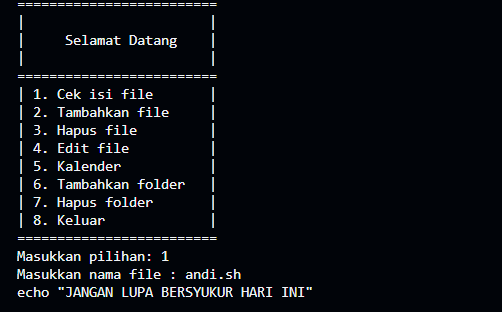 =========================
|                       |
|     Selamat Datang    |
|                       |
=========================
| 1. Cek isi file       |
| 2. Tambahkan file     |
| 3. Hapus file         |
| 4. Edit file          |
| 5. Kalender           |
| 6. Tambahkan folder   |
| 7. Hapus folder       |
| 8. Keluar             |
=========================
Masukkan pilihan: 1
Masukkan nama file : andi.sh
echo "JANGAN LUPA BERSYUKUR HARI INI"